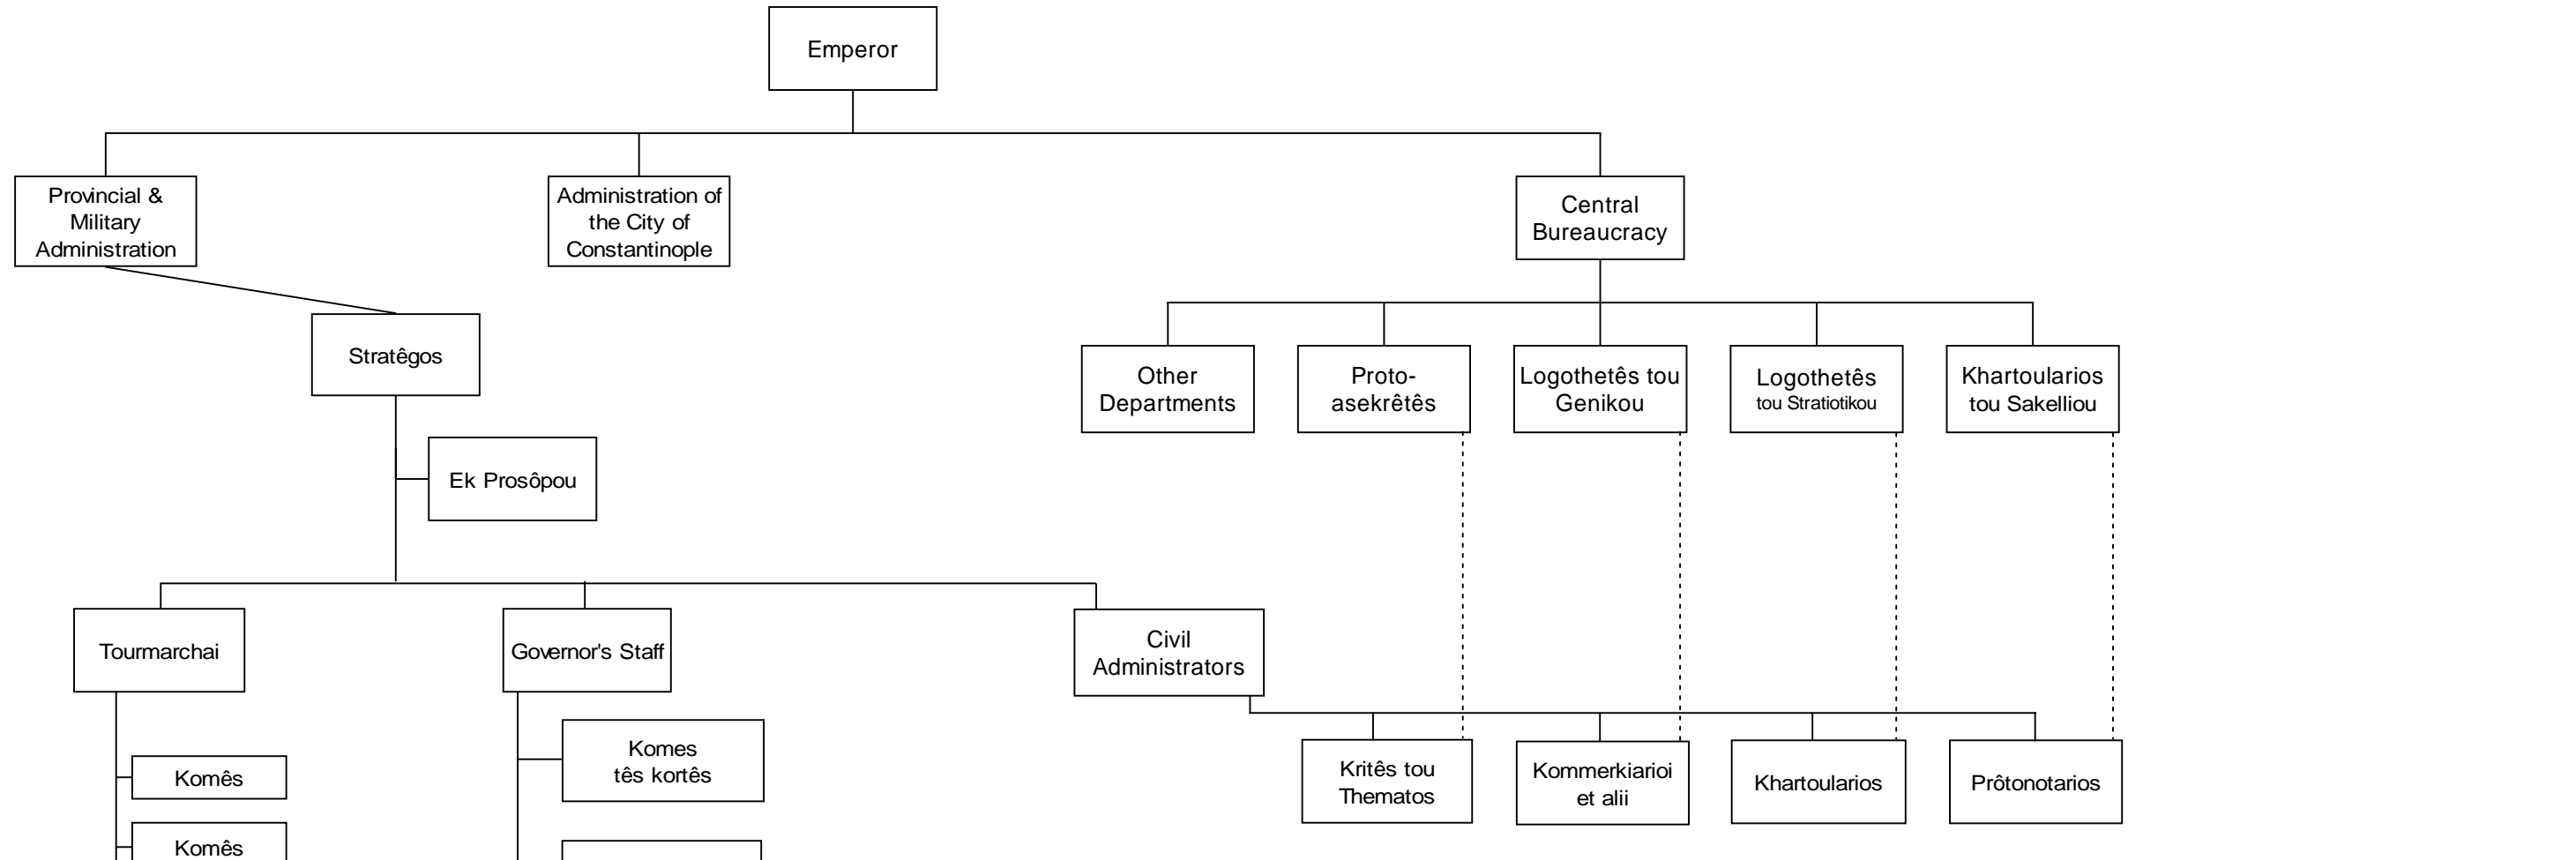 Emperor
Provincial &
Military
Administration
Administration of
the City of
Constantinople
Central
Bureaucracy
Stratêgos
Other
Departments
Proto-
asekrêtês
Logothetês tou
Genikou
Logothetês
tou Stratiotikou
Khartoularios
tou Sakelliou
Ek Prosôpou
Tourmarchai
Governor's Staff
Civil
Administrators
Komes
tês kortês
Komês
Kritês tou
Thematos
Kommerkiarioi
et alii
Khartoularios
Prôtonotarios
Komês